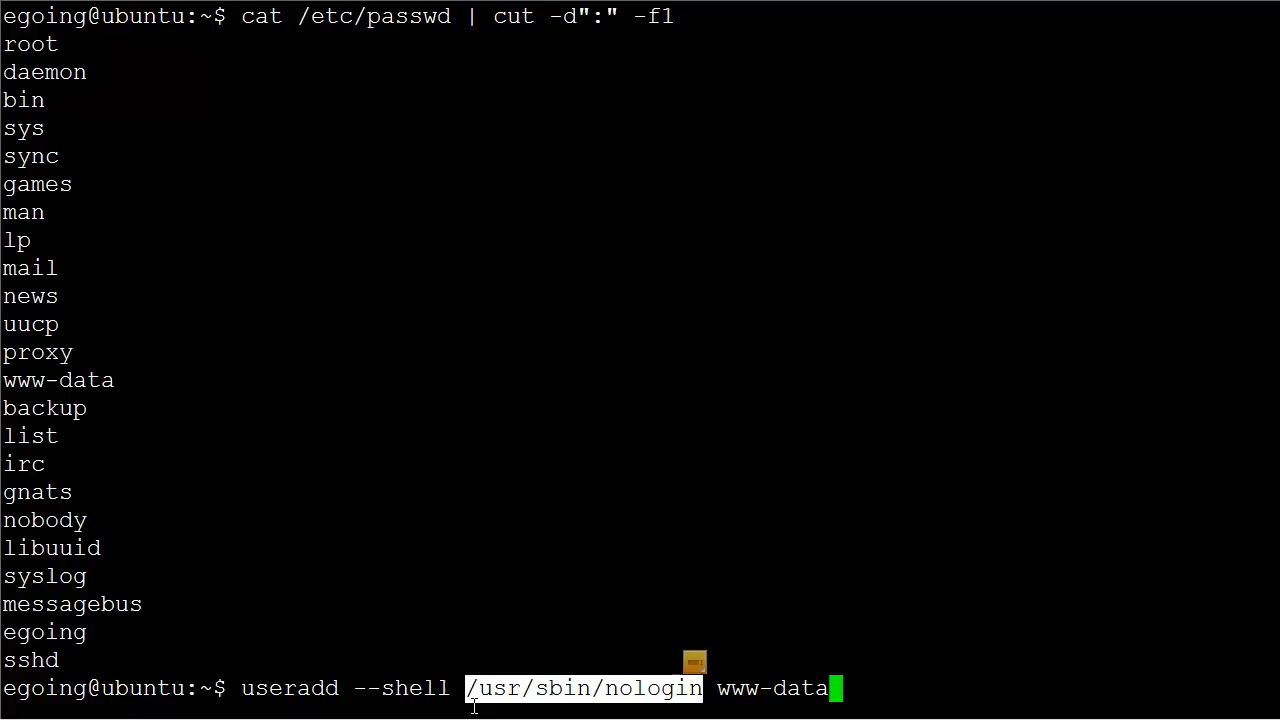 egoing@ubuntu:~$ cat /etc/passwd | cut -d":" -f1
root
daemon
bin
sys
sync
games
man
lp
mail
news
uucp
proxy
www-data
backup
list
irc
gnats
nobody
libuuid
syslog
messagebus
egoing
sshd
egoing@ubuntu:~$ useradd --shell /usr/sbin/nologin www-data